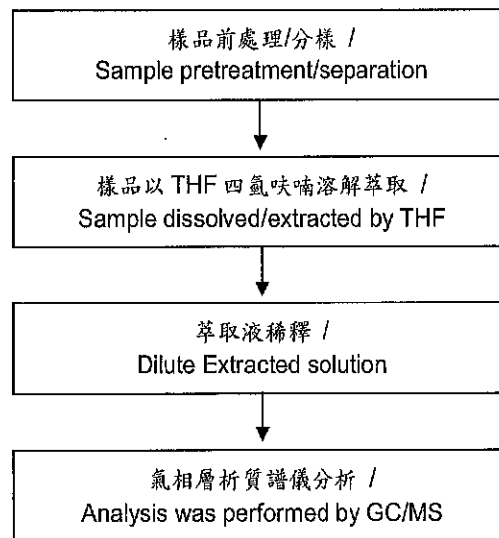 樣品前處理/分樣 /
Sample pretreatment/separation
樣品以 THF 四氫呋喃溶解萃取 /
Sample dissolved/extracted by THF
萃取液稀釋 /
Dilute Extracted solution
氣相層析質譜儀分析 /
Analysis was performed by GC/MS